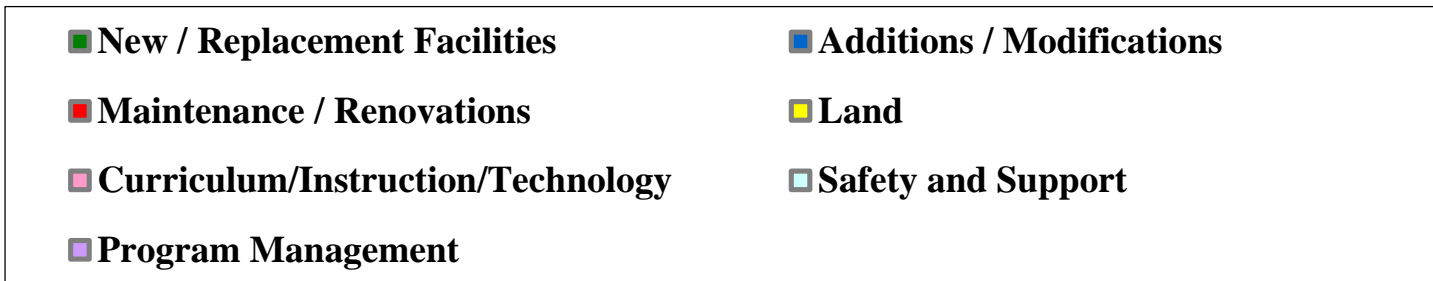 New / Replacement Facilities
Additions / Modifications
Maintenance / Renovations
Land
Curriculum/Instruction/Technology
Safety and Support
Program Management